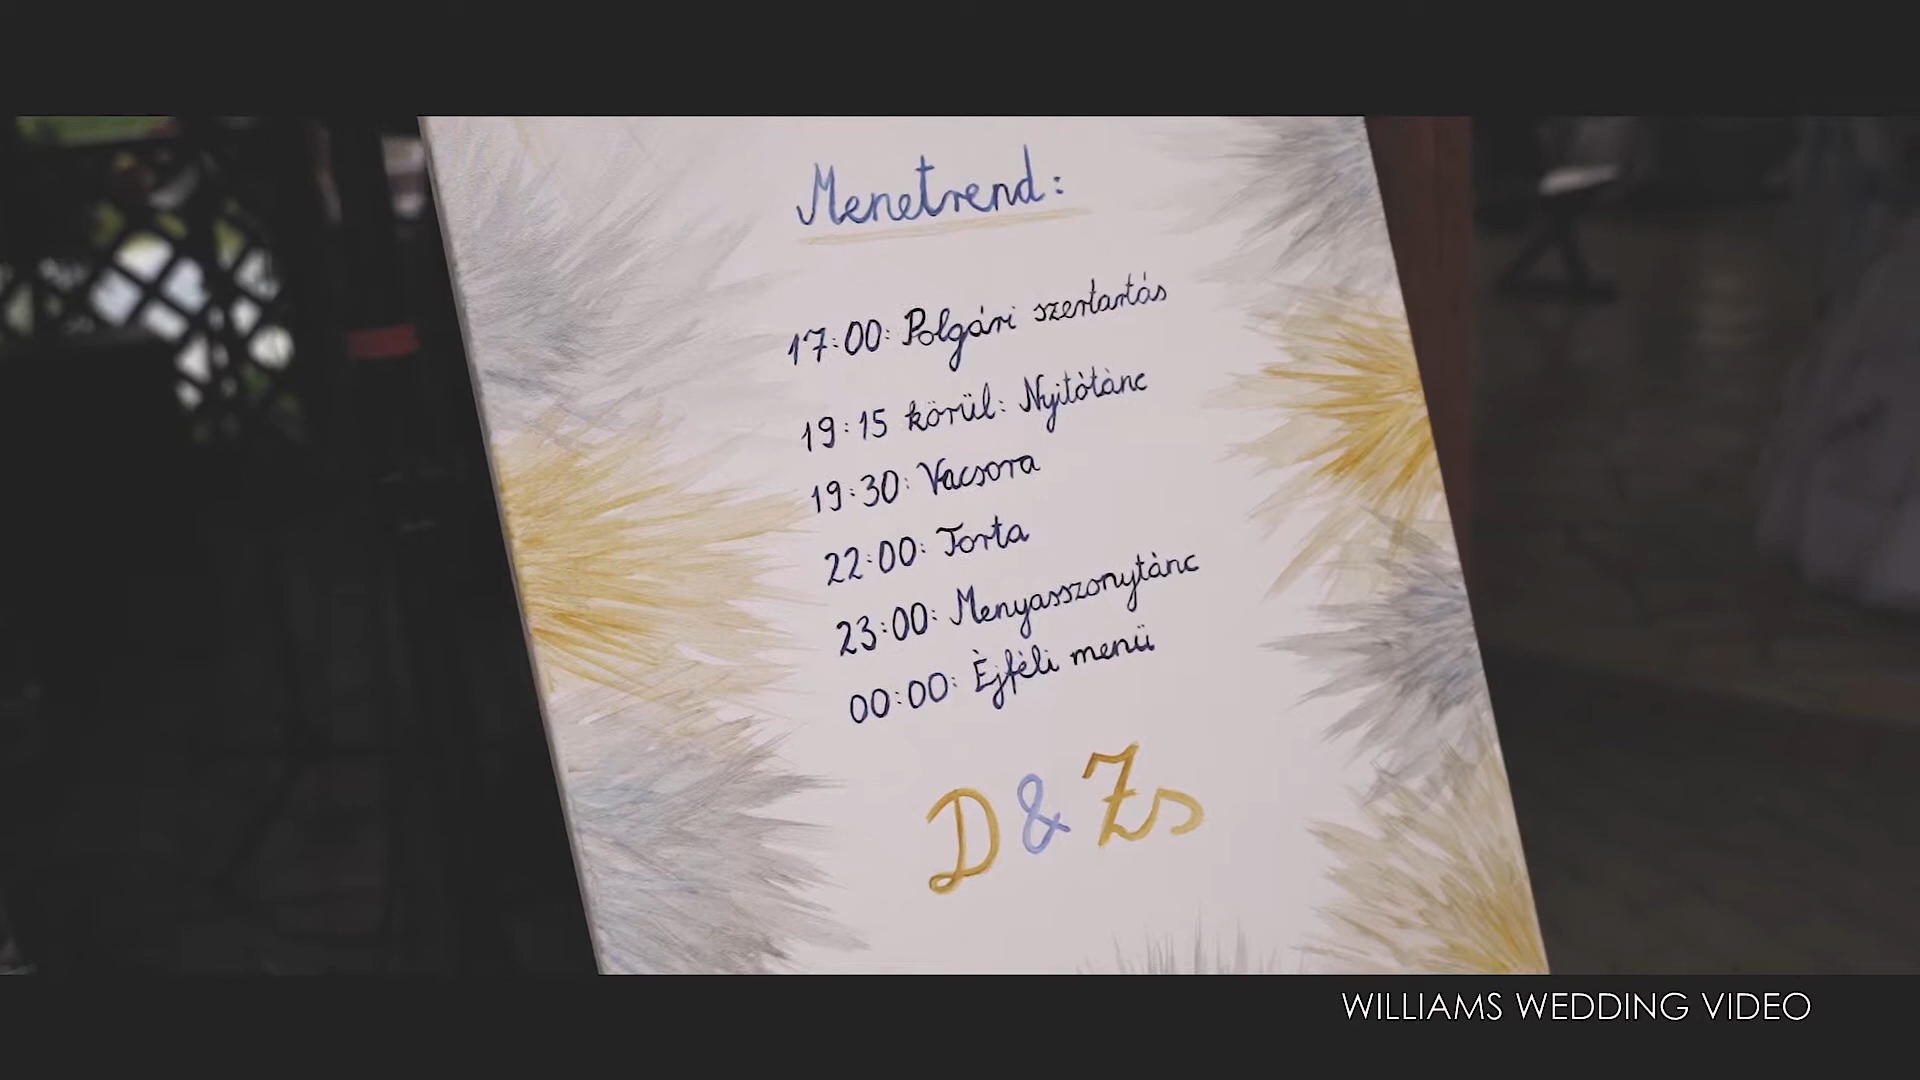 Menetrend:
17:00: Polgári szertartás
19:15 körül: Nyitótánc
19:30: Vacsora
22:00: Torta
23:00: Menyasszonytánc
00:00: Éjféli menü
D & Zs
WILLIAMS WEDDING VIDEO